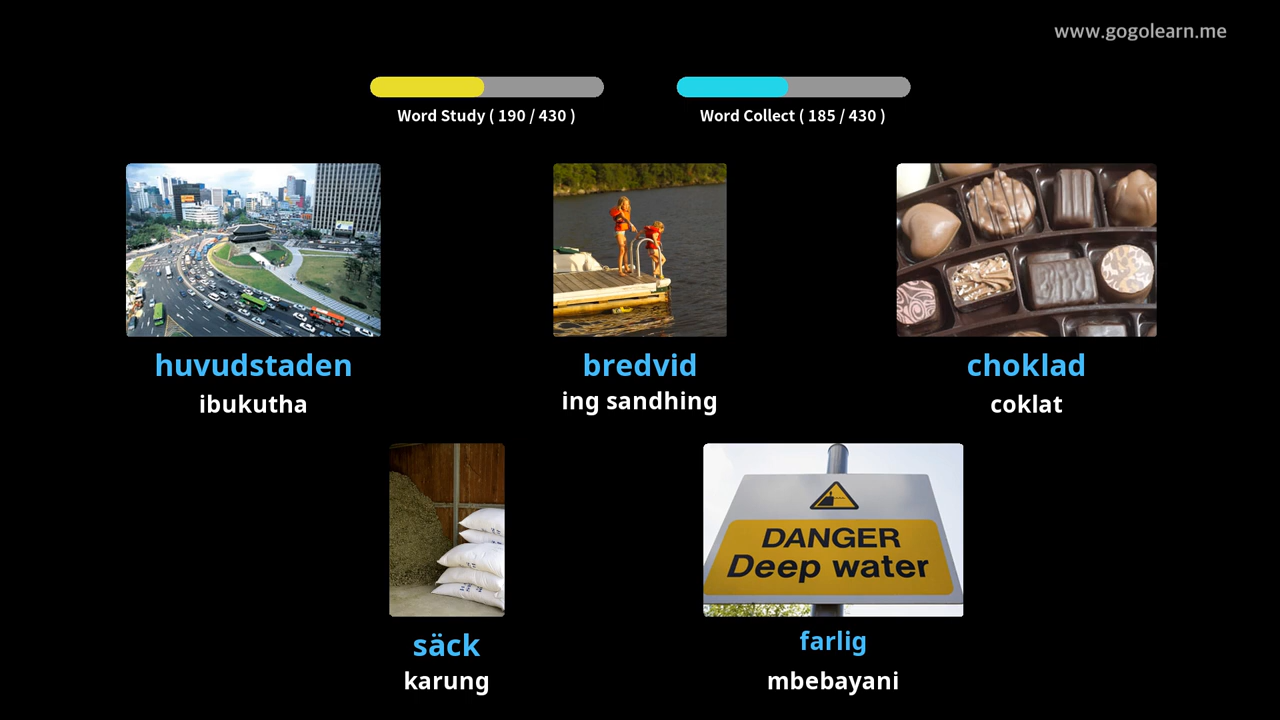 www.gogolearn.me
Word Study ( 190 / 430 )
Word Collect ( 185 / 430 )
huvudstaden
ibukutha
bredvid
ing sandhing
choklad
coklat
DANGER
Deep water
säck
karung
farlig
mbebayani